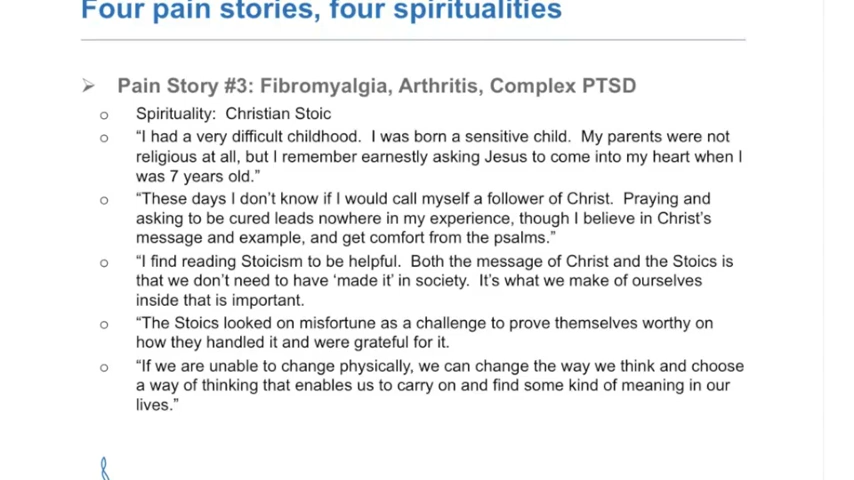 Four pain stories, four spiritualities
➢ Pain Story #3: Fibromyalgia, Arthritis, Complex PTSD
o Spirituality: Christian Stoic
o “I had a very difficult childhood. I was born a sensitive child. My parents were not
religious at all, but I remember earnestly asking Jesus to come into my heart when I
was 7 years old.”
o “These days I don’t know if I would call myself a follower of Christ. Praying and
asking to be cured leads nowhere in my experience, though I believe in Christ’s
message and example, and get comfort from the psalms.”
o “I find reading Stoicism to be helpful. Both the message of Christ and the Stoics is
that we don’t need to have ‘made it’ in society. It’s what we make of ourselves
inside that is important.
o “The Stoics looked on misfortune as a challenge to prove themselves worthy on
how they handled it and were grateful for it.
o “If we are unable to change physically, we can change the way we think and choose
a way of thinking that enables us to carry on and find some kind of meaning in our
lives.”